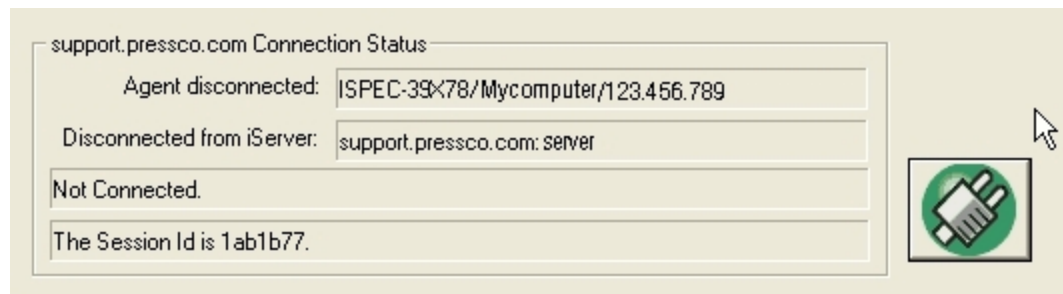 support.pressco.com Connection Status
Agent disconnected: ISPEC-39X78/Mycomputer/123.456.789
Disconnected from iServer: support.pressco.com: server
Not Connected.
The Session Id is 1ab1b77.